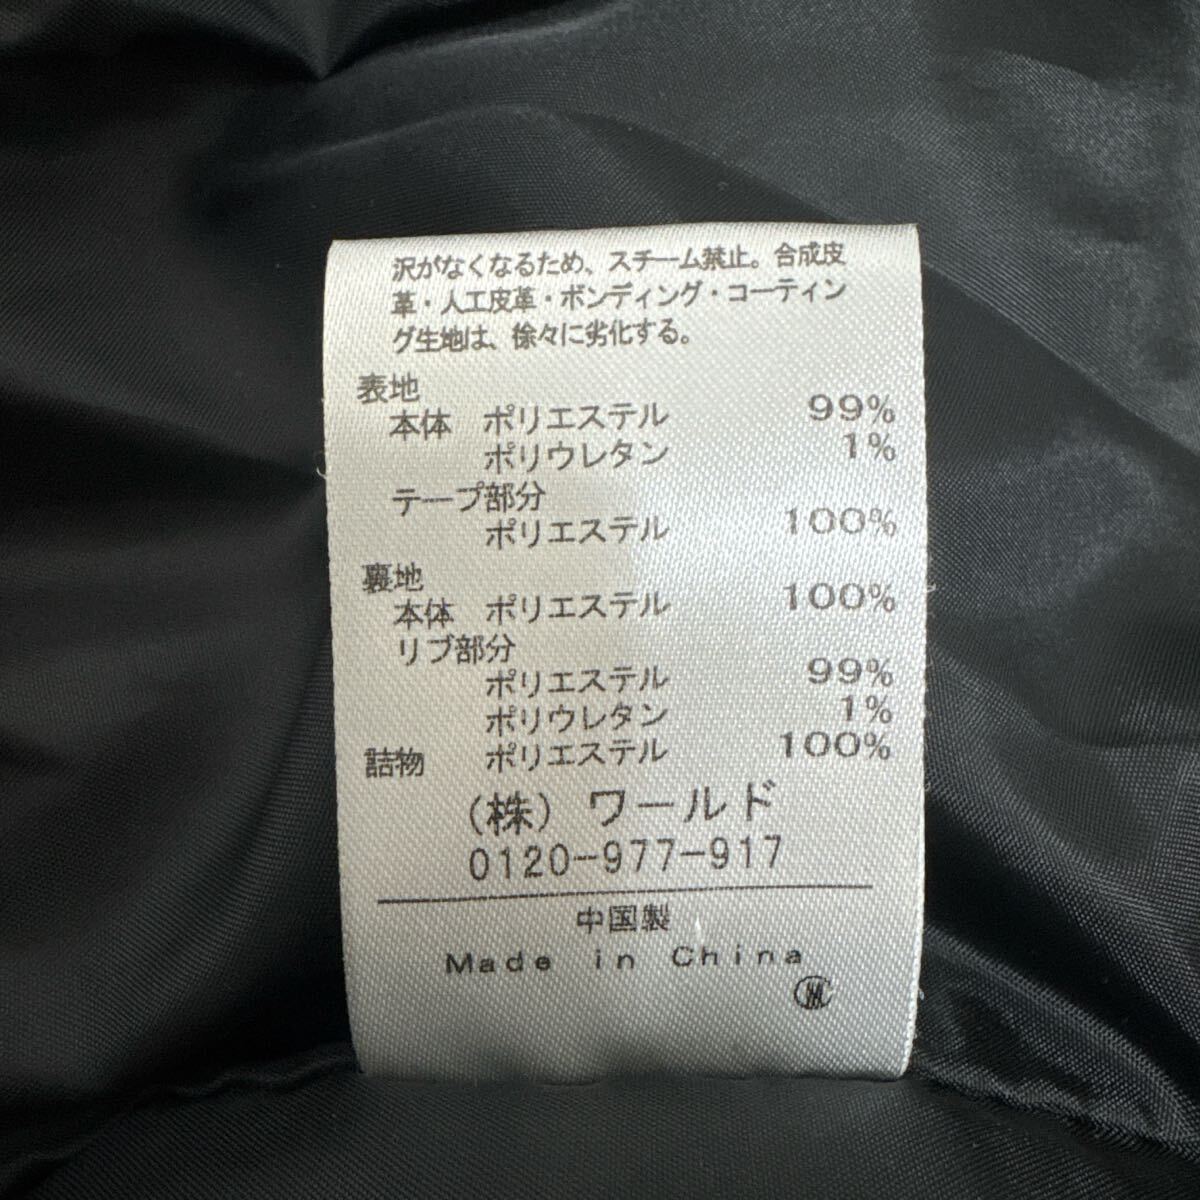 沢がなくなるため、スチーム禁止。合成皮
革・人工皮革・ボンディング・コーティン
グ生地は、徐々に劣化する。
表地
本体 ポリエステル 99%
ポリウレタン 1%
テープ部分
ポリエステル 100%
裏地
本体 ポリエステル 100%
リブ部分
ポリエステル 99%
ポリウレタン 1%
詰物 ポリエステル 100%
(株) ワールド
0120-977-917
中国製
Made in China